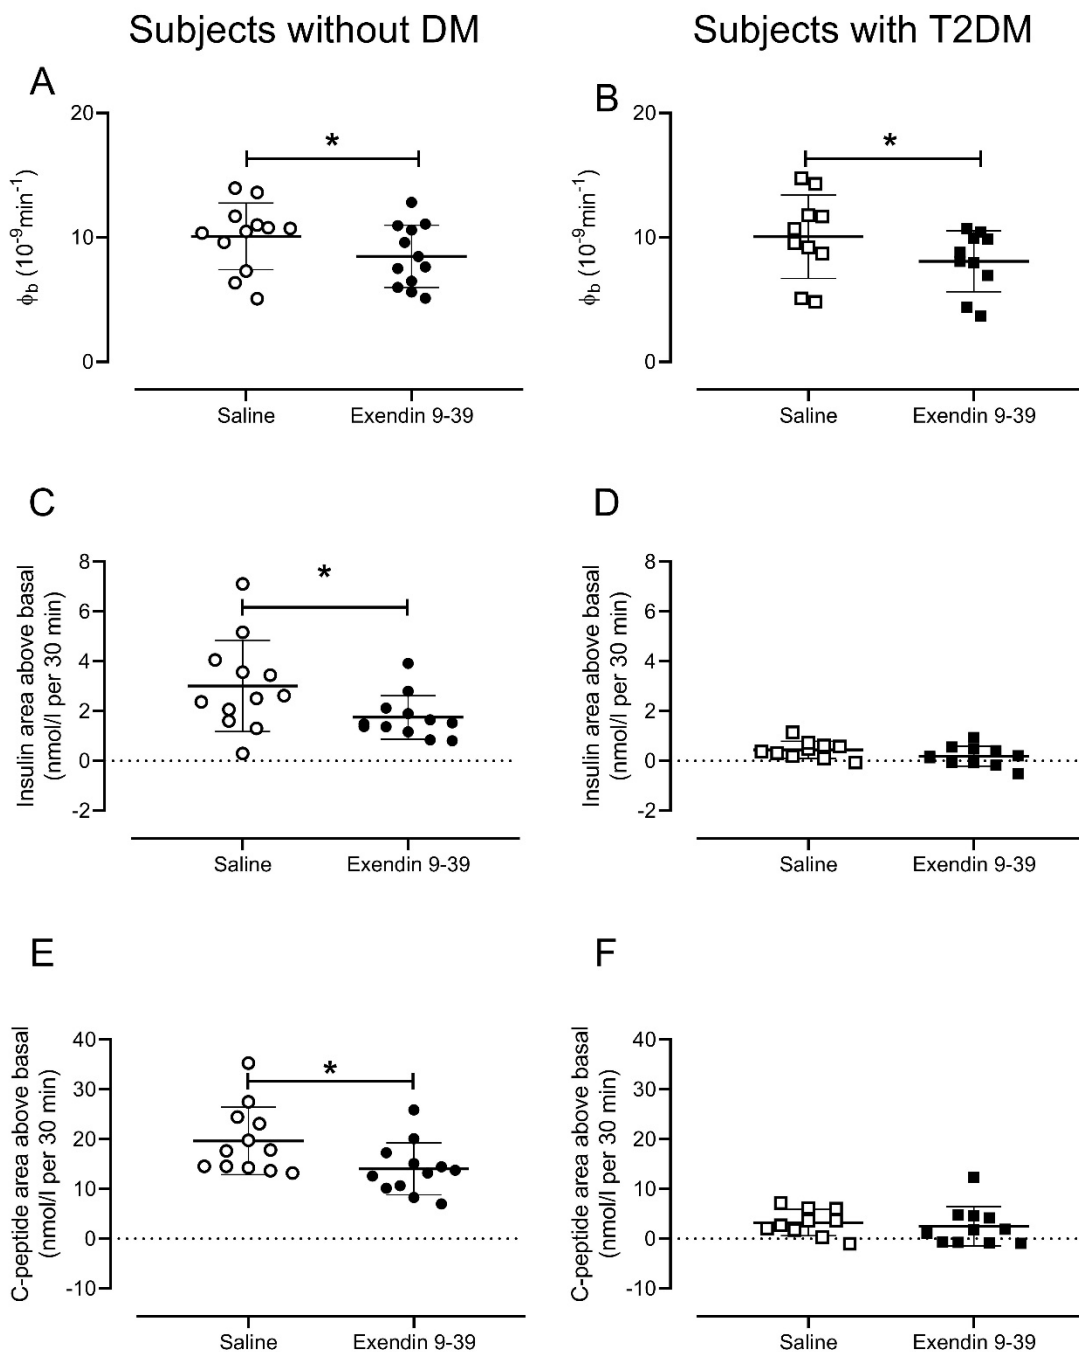 Subjects without DM
Subjects with T2DM
A
20
10
0
ϕb (10⁻⁹min⁻¹)
*
Saline
Exendin 9-39
B
20
10
0
ϕb (10⁻⁹min⁻¹)
*
Saline
Exendin 9-39
C
Insulin area above basal
(nmol/l per 30 min)
8
6
4
2
0
-2
*
Saline
Exendin 9-39
D
Insulin area above basal
(nmol/l per 30 min)
8
6
4
2
0
-2
Saline
Exendin 9-39
E
C-peptide area above basal
(nmol/l per 30 min)
40
30
20
10
0
-10
*
Saline
Exendin 9-39
F
C-peptide area above basal
(nmol/l per 30 min)
40
30
20
10
0
-10
Saline
Exendin 9-39